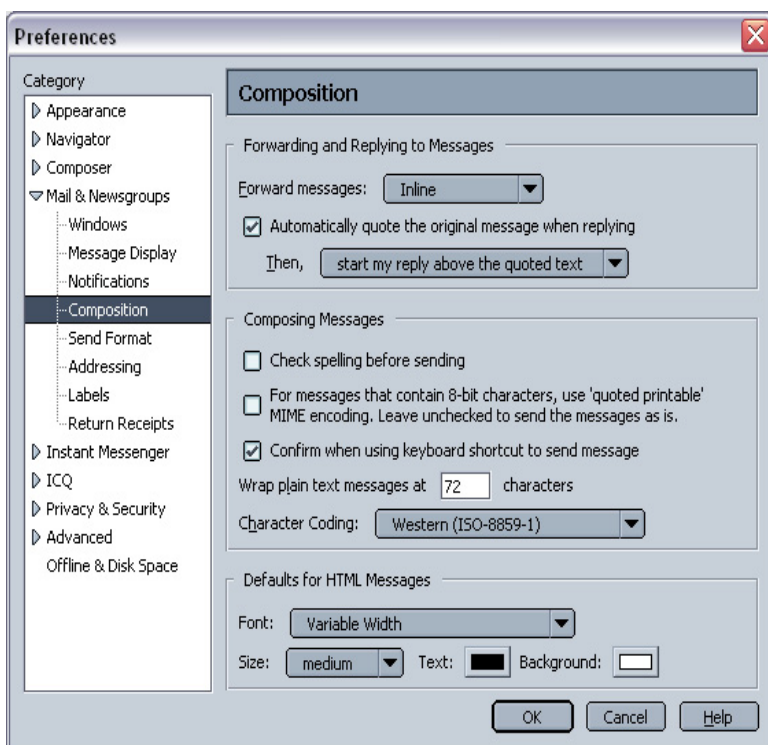 Preferences
Category
Appearance
Navigator
Composer
Mail & Newsgroups
Windows
Message Display
Notifications
Composition
Send Format
Addressing
Labels
Return Receipts
Instant Messenger
ICQ
Privacy & Security
Advanced
Offline & Disk Space
Composition
Forwarding and Replying to Messages
Forward messages: Inline
Automatically quote the original message when replying
Then, start my reply above the quoted text
Composing Messages
Check spelling before sending
For messages that contain 8-bit characters, use 'quoted printable'
MIME encoding. Leave unchecked to send the messages as is.
Confirm when using keyboard shortcut to send message
Wrap plain text messages at 72 characters
Character Coding: Western (ISO-8859-1)
Defaults for HTML Messages
Font: Variable Width
Size: medium Text: Background:
OK Cancel Help